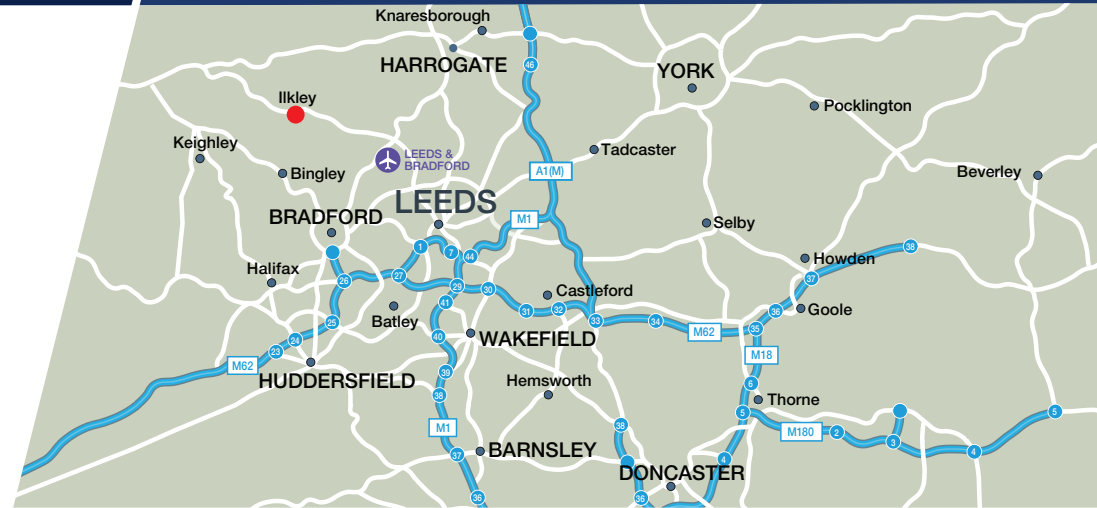 Knaresborough
HARROGATE
46
YORK
Ilkley
Pocklington
Keighley
Tadcaster
LEEDS &
BRADFORD
Bingley
A1(M)
Beverley
LEEDS
BRADFORD
M1
Selby
1
7
44
38
Howden
Halifax
26
27
29
30
37
Castleford
41
31
32
36
Goole
Batley
25
33
34
M62
35
40
WAKEFIELD
24
23
M62
M18
HUDDERSFIELD
39
Hemsworth
6
38
Thorne
5
5
M1
38
M180
2
3
BARNSLEY
37
4
4
DONCASTER
36
36